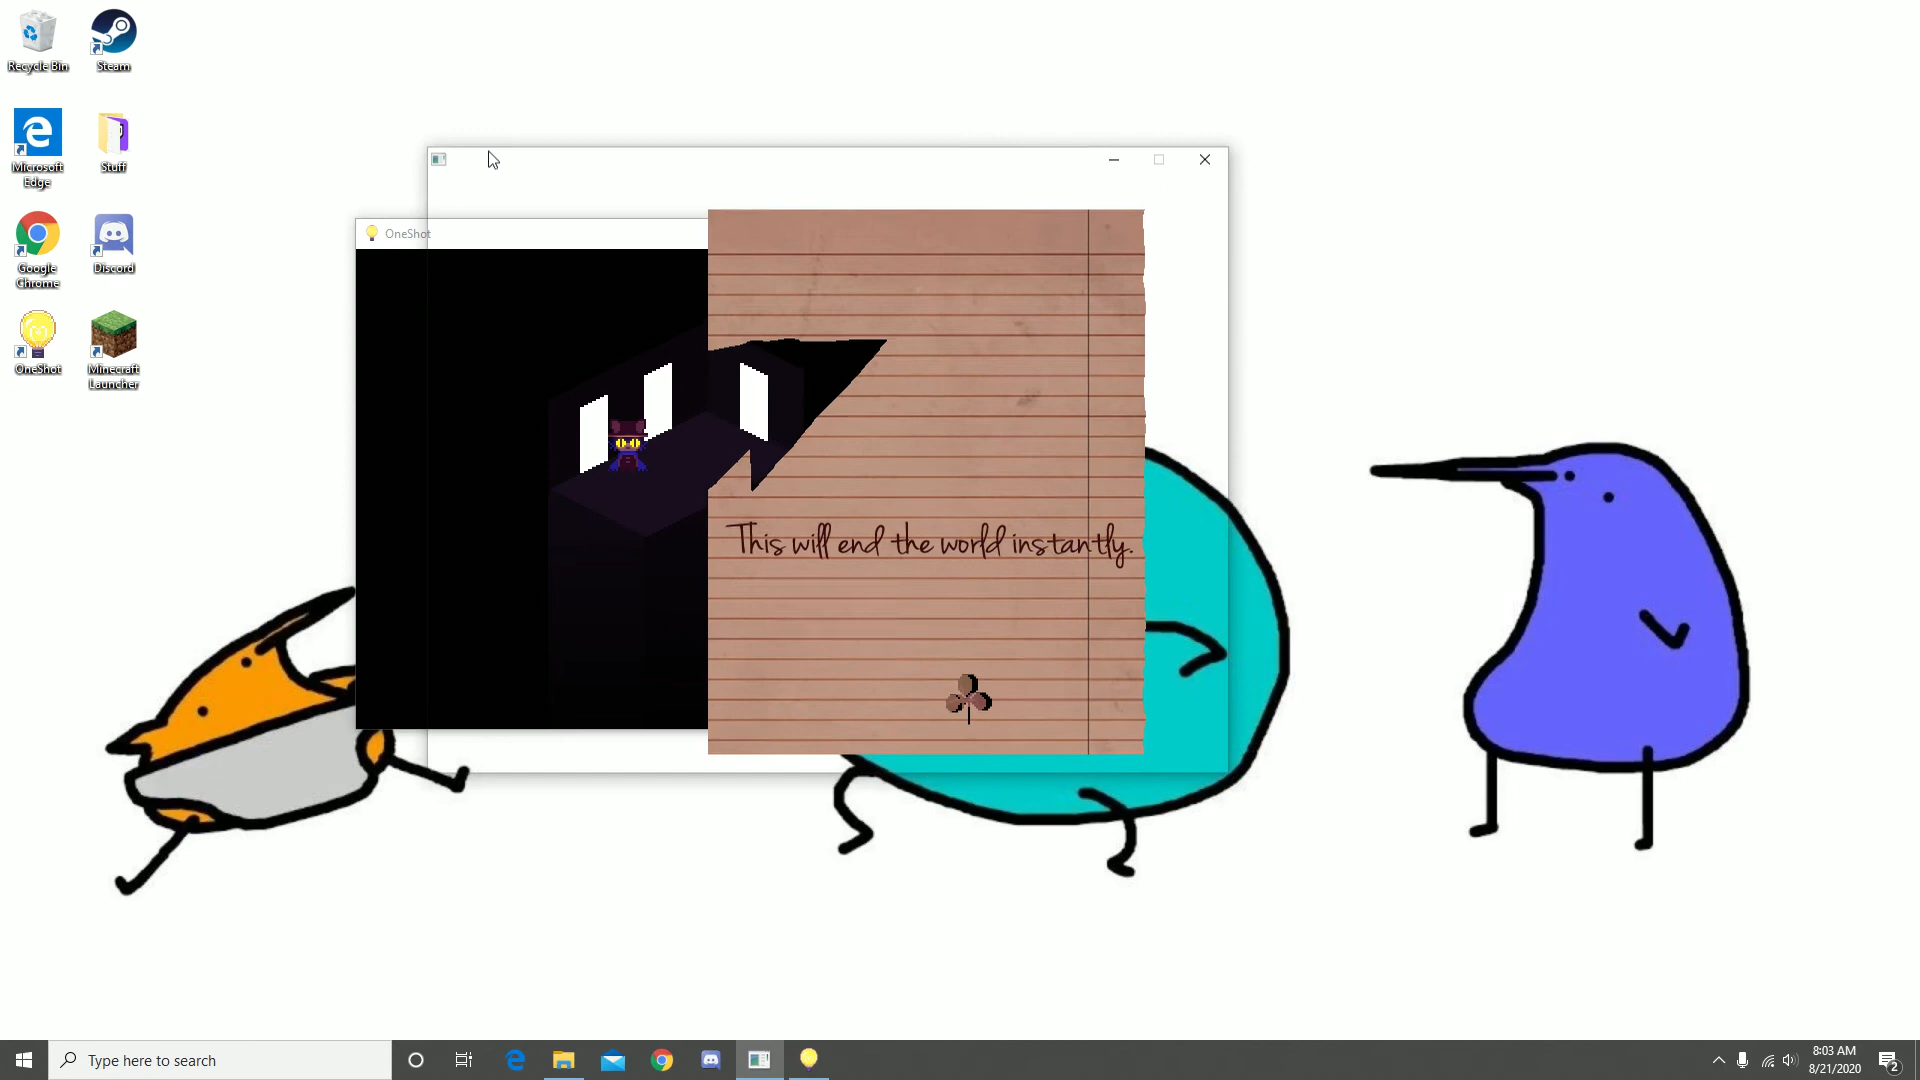 Recycle Bin
Steam
Microsoft
Edge
Stuff
Google
Chrome
Discord
OneShot
Minecraft
Launcher
OneShot
This will end the world instantly.
Type here to search
8:03 AM
8/21/2020
2